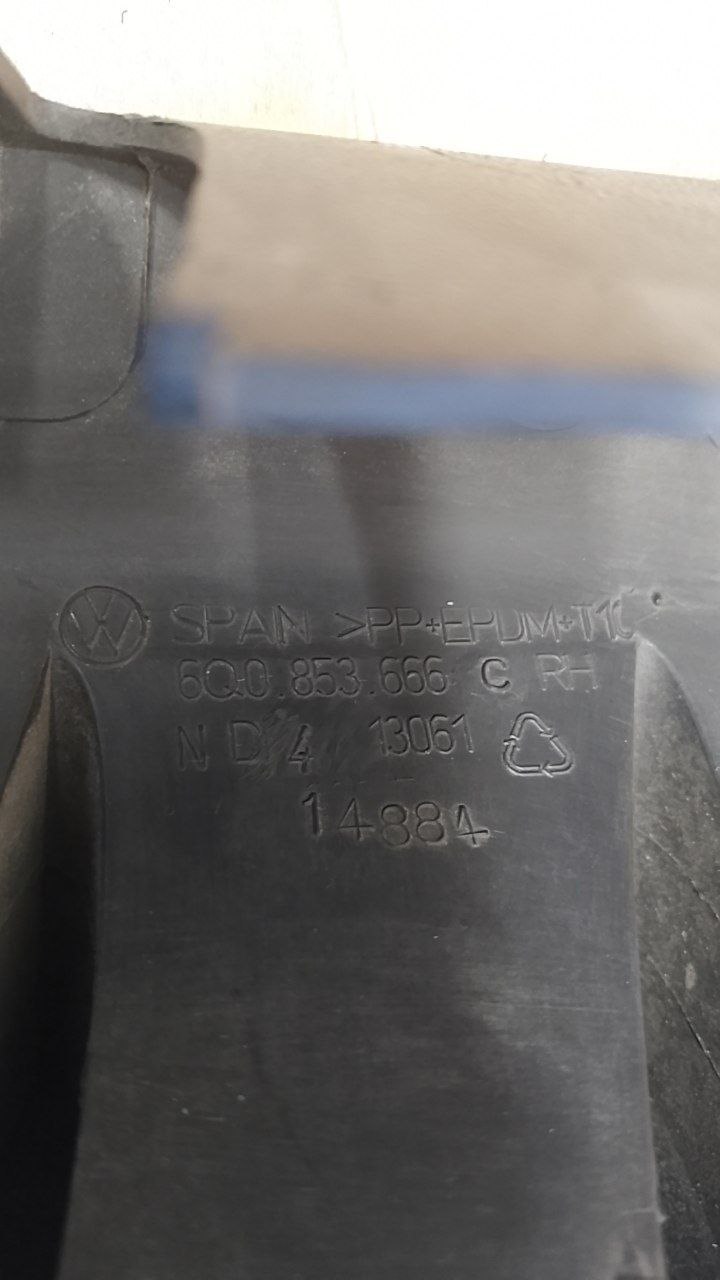 SPAIN >PP+EPDM+T10
6Q0.853.666 C RH
N D 4 13061
14884